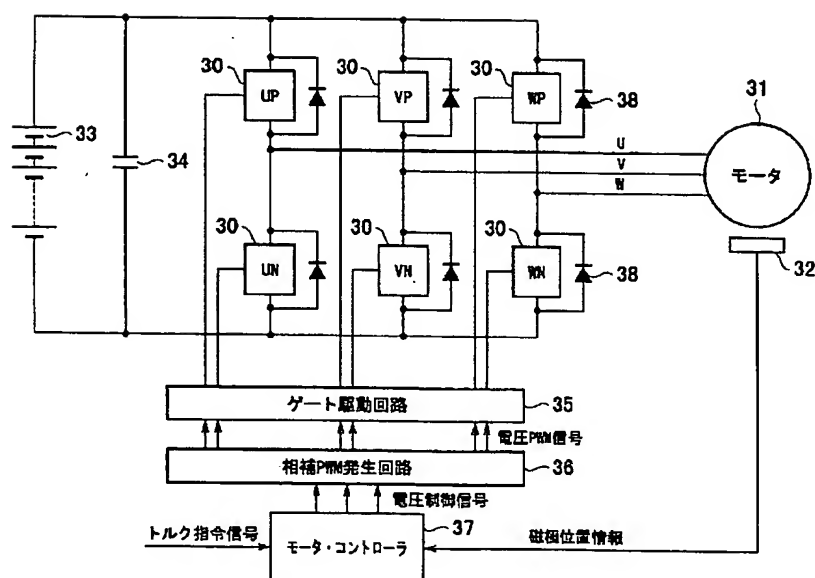 30
30
30
31
UP
VP
WP
38
33
U
34
V
モータ
W
30
30
30
UN
VN
WN
38
32
ゲート駆動回路
35
電圧PWM信号
相補PWM発生回路
36
電圧制御信号
37
トルク指令信号
モータ・コントローラ
磁極位置情報